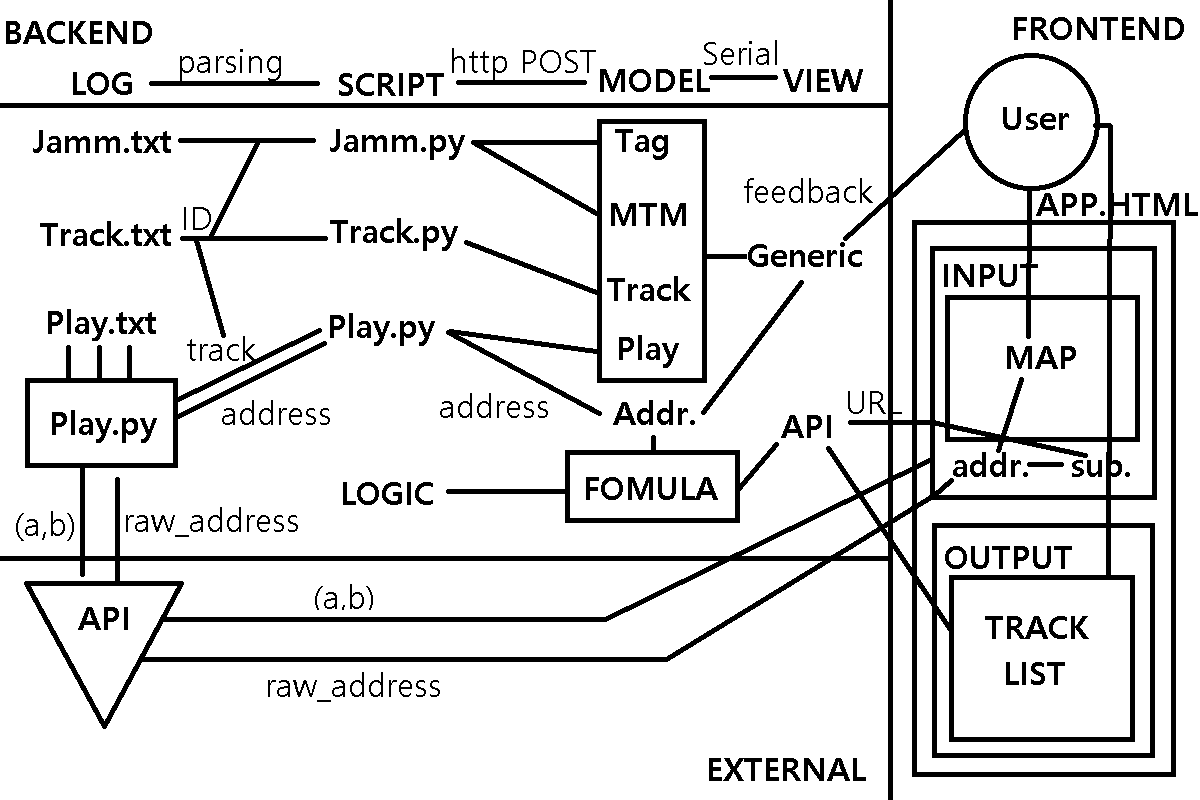 BACKEND
FRONTEND
LOG parsing SCRIPT http POST MODEL Serial VIEW
User
Jamm.txt
Jamm.py
Tag
feedback
MTM
APP.HTML
ID
Track.txt
Track.py
Generic
INPUT
Track
Play.txt
Play.py
track
Play
MAP
address
address
Addr.
URL
API
Play.py
addr.
sub.
LOGIC
FOMULA
(a,b)
raw_address
OUTPUT
API
(a,b)
TRACK
LIST
raw_address
EXTERNAL